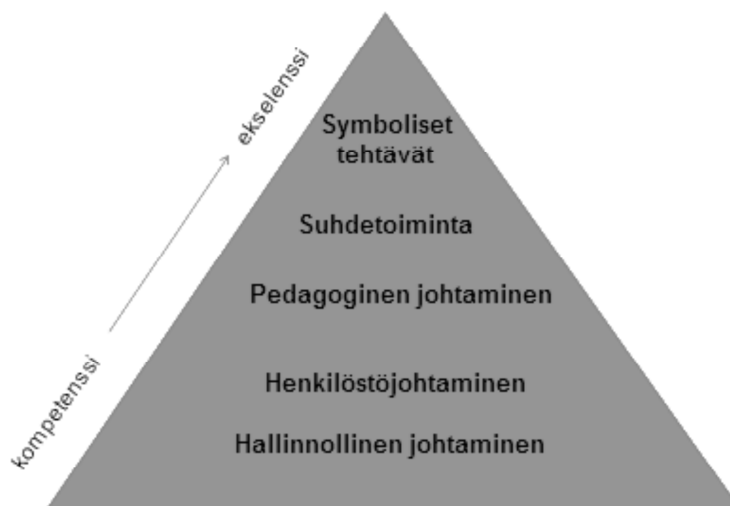 ekselenssi
kompetenssi
Symboliset
tehtävät
Suhdetoiminta
Pedagoginen johtaminen
Henkilöstöjohtaminen
Hallinnollinen johtaminen